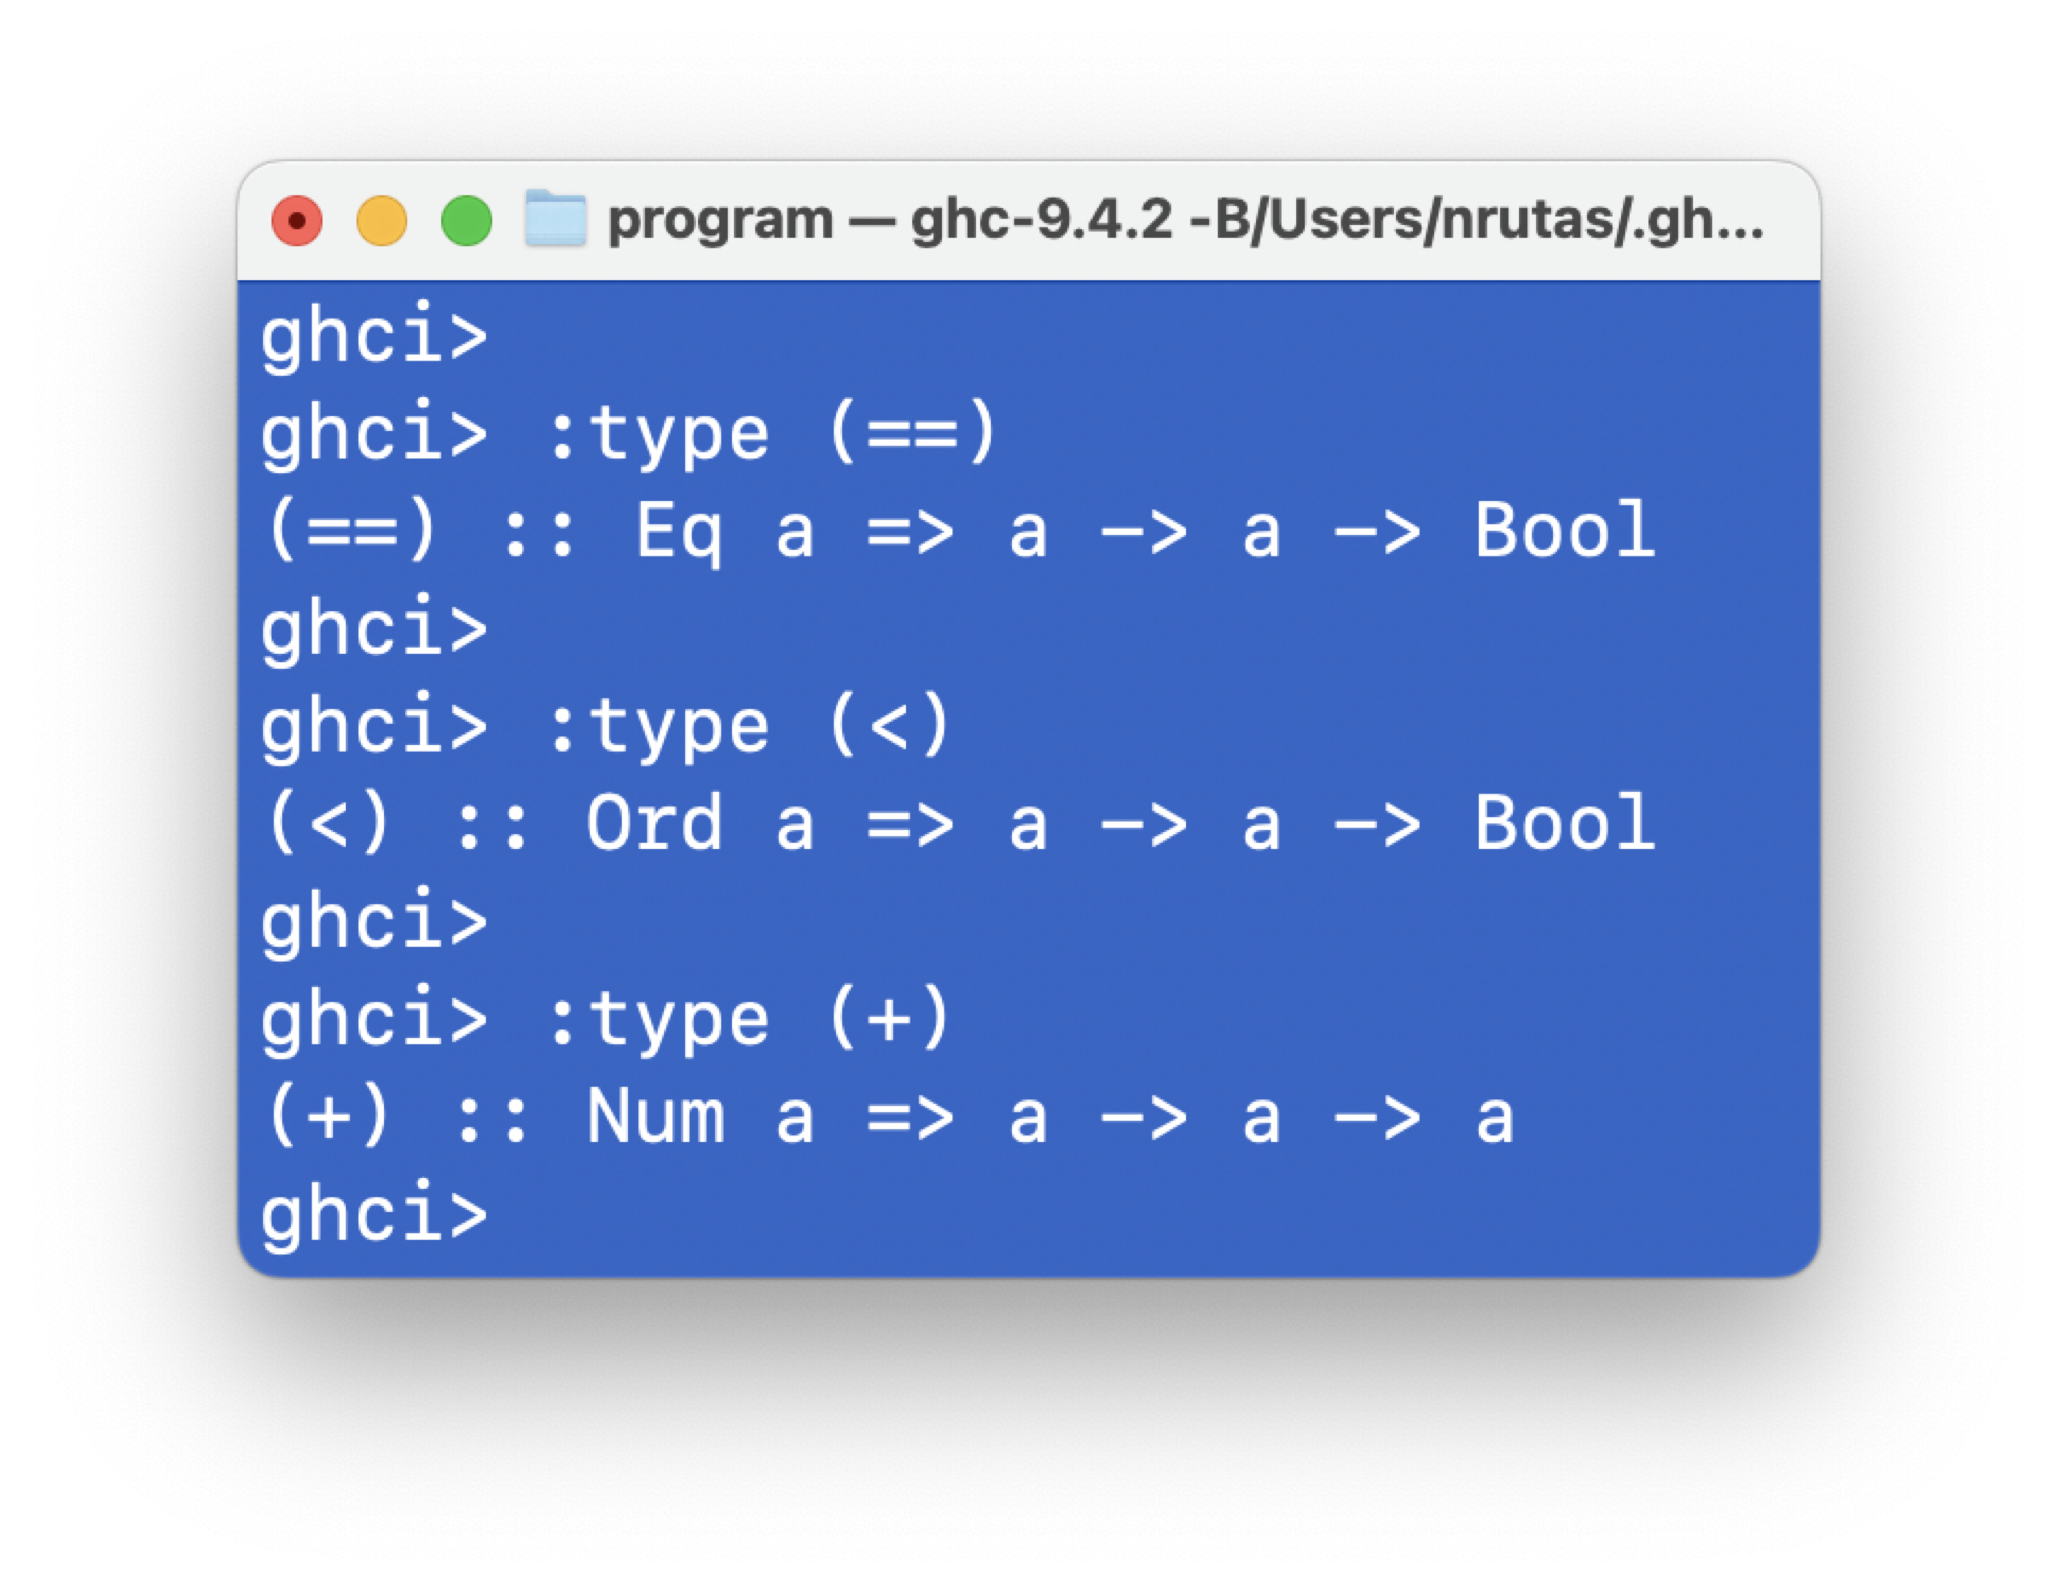 program — ghc-9.4.2 -B/Users/nrutas/.gh...
ghci>
ghci> :type (==)
(==) :: Eq a => a -> a -> Bool
ghci>
ghci> :type (<)
(<) :: Ord a => a -> a -> Bool
ghci>
ghci> :type (+)
(+) :: Num a => a -> a -> a
ghci>